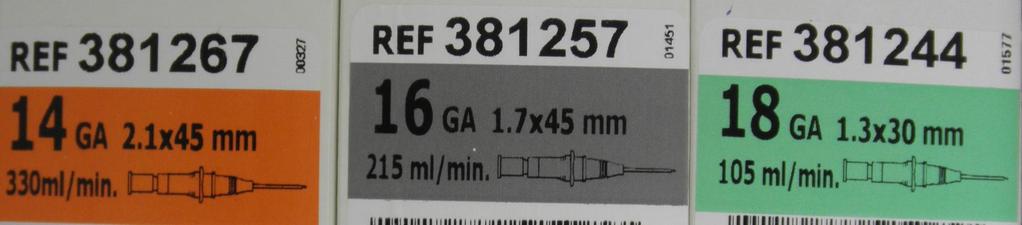 REF 381267
00327
14 GA 2.1x45 mm
330ml/min.
REF 381257
01451
16 GA 1.7x45 mm
215 ml/min.
REF 381244
01577
18 GA 1.3x30 mm
105 ml/min.